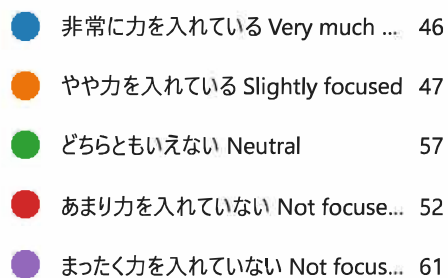 非常に力を入れている Very much ... 46
やや力を入れている Slightly focused 47
どちらともいえない Neutral 57
あまり力を入れていない Not focuse... 52
まったく力を入れていない Not focus... 61